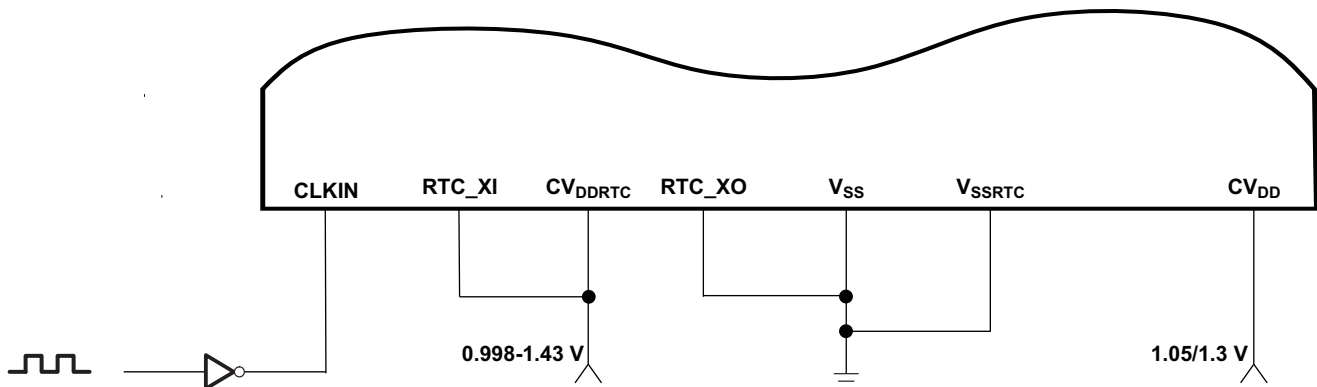 CLKIN
RTC_XI
CVDDRTC
RTC_XO
VSS
VSSRTC
CVDD
0.998-1.43 V
1.05/1.3 V